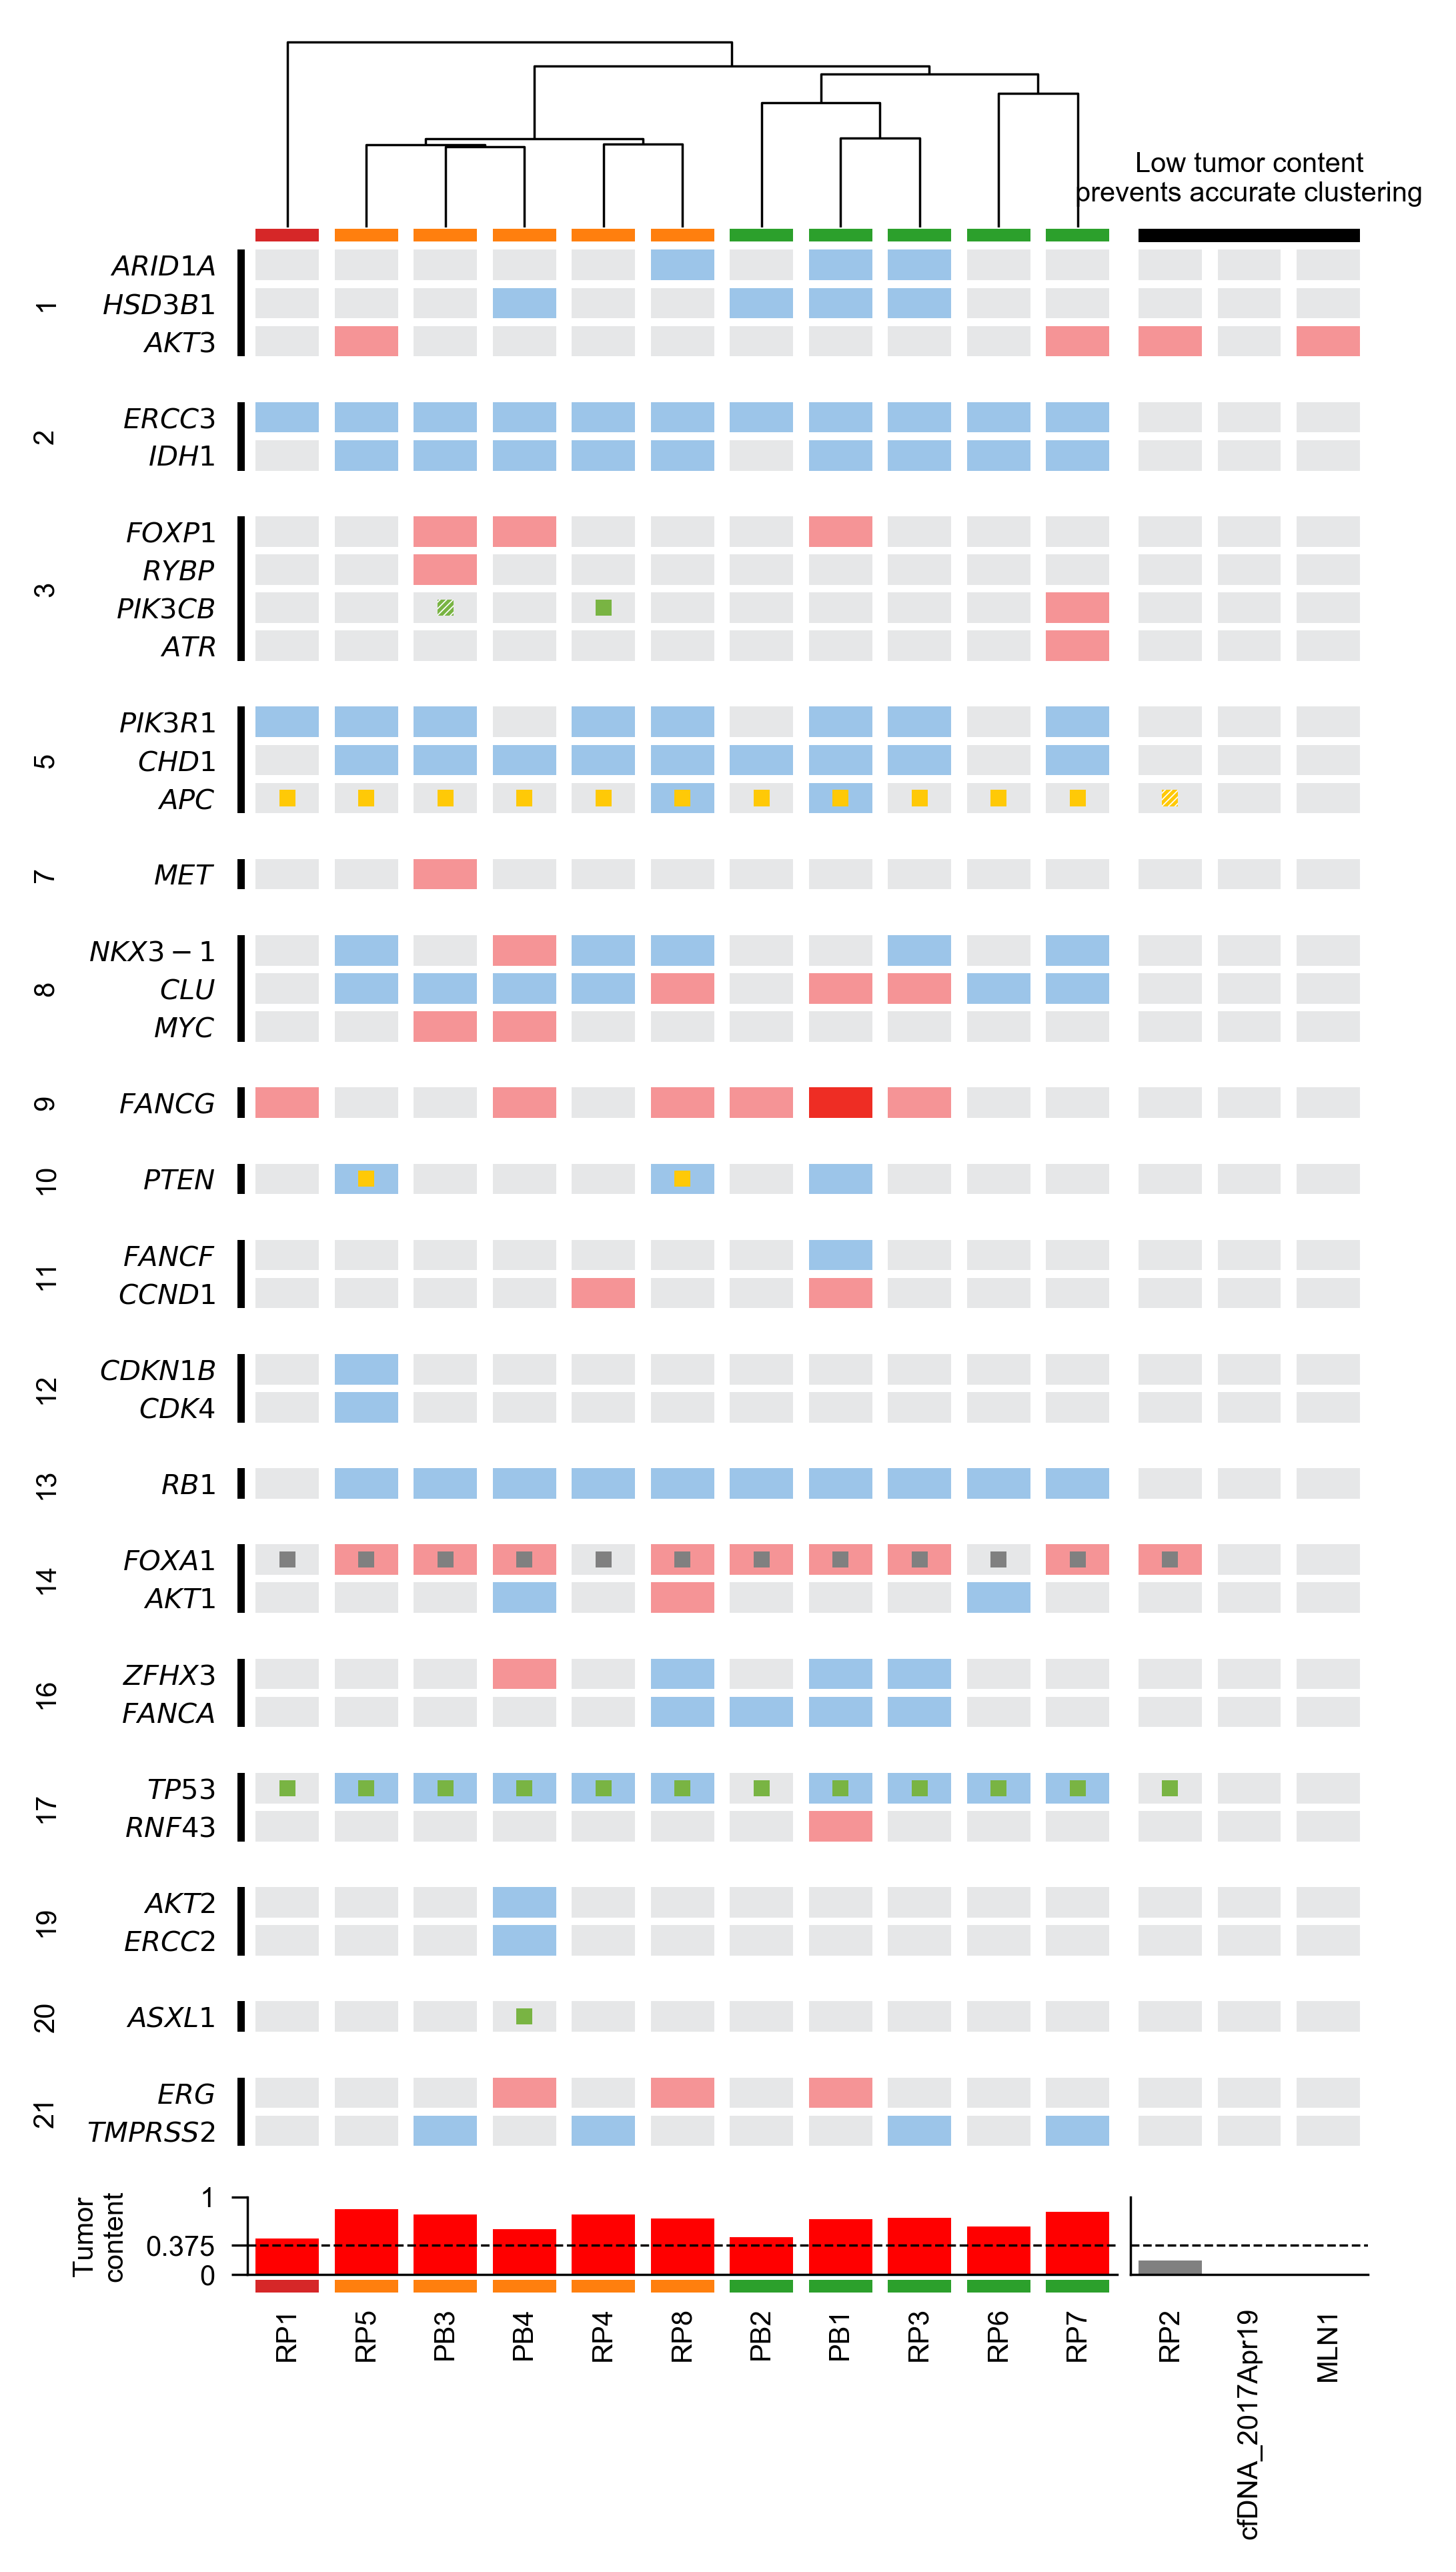 Low tumor content
prevents accurate clustering
1
ARID1A
HSD3B1
AKT3
2
ERCC3
IDH1
3
FOXP1
RYBP
PIK3CB
ATR
5
PIK3R1
CHD1
APC
7
MET
8
NKX3 − 1
CLU
MYC
9
FANCG
10
PTEN
11
FANCF
CCND1
12
CDKN1B
CDK4
13
RB1
14
FOXA1
AKT1
16
ZFHX3
FANCA
17
TP53
RNF43
19
AKT2
ERCC2
20
ASXL1
21
ERG
TMPRSS2
Tumor
content
1
0.375
0
RP1
RP5
PB3
PB4
RP4
RP8
PB2
PB1
RP3
RP6
RP7
RP2
cfDNA_2017Apr19
MLN1